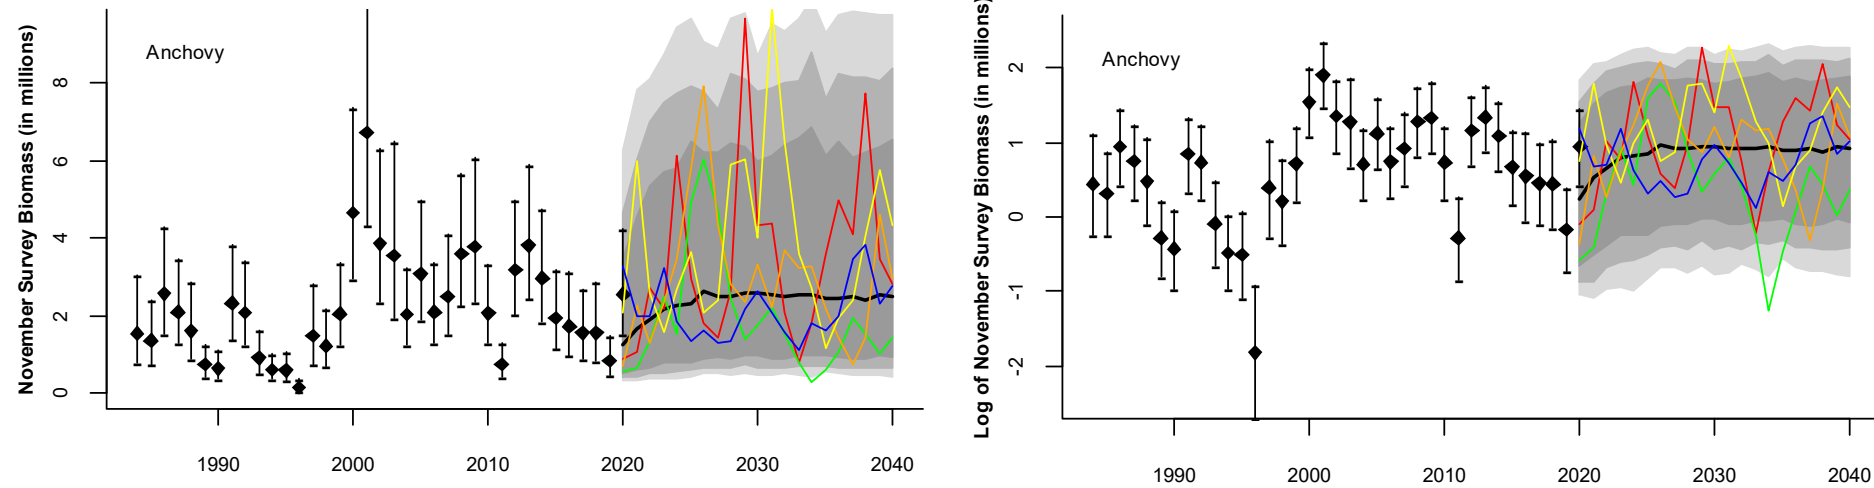 November Survey Biomass (in millions)
Anchovy
8
6
4
2
0
1990 2000 2010 2020 2030 2040
Log of November Survey Biomass (in millions)
Anchovy
2
1
0
-1
-2
1990 2000 2010 2020 2030 2040